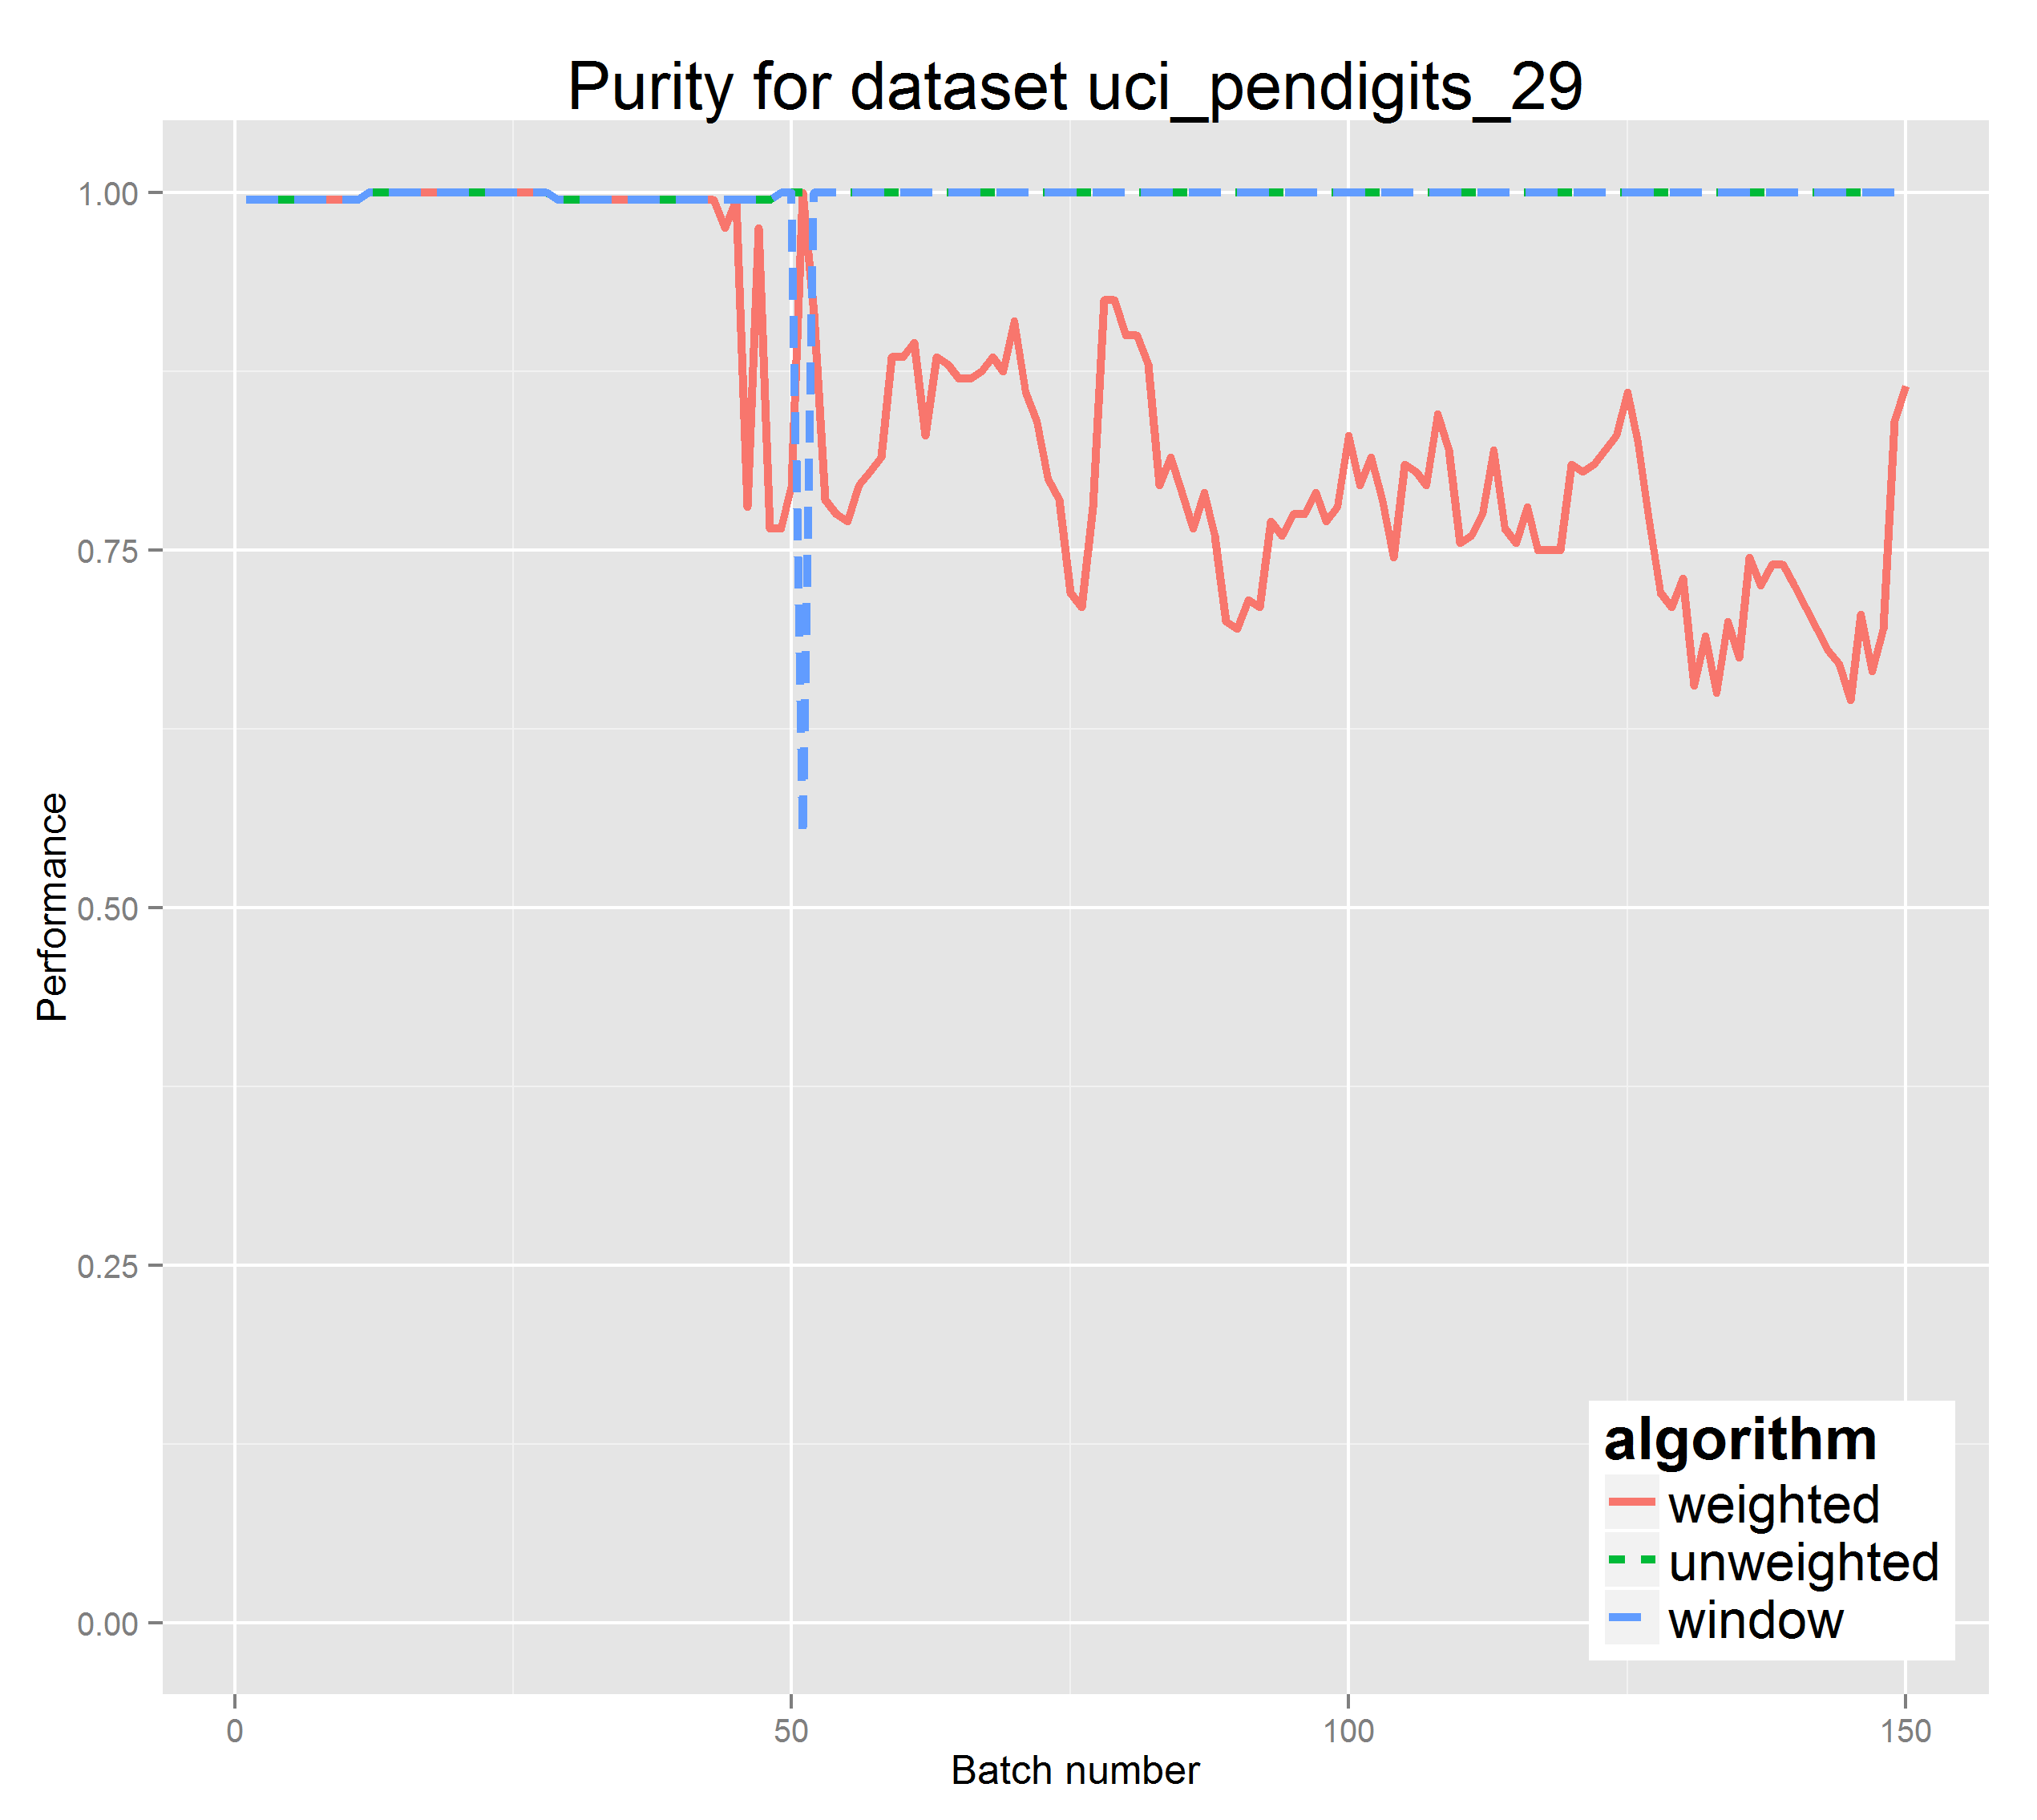 Purity for dataset uci_pendigits_29
1.00
0.75
0.50
0.25
0.00
Performance
0
50
100
150
Batch number
algorithm
weighted
unweighted
window